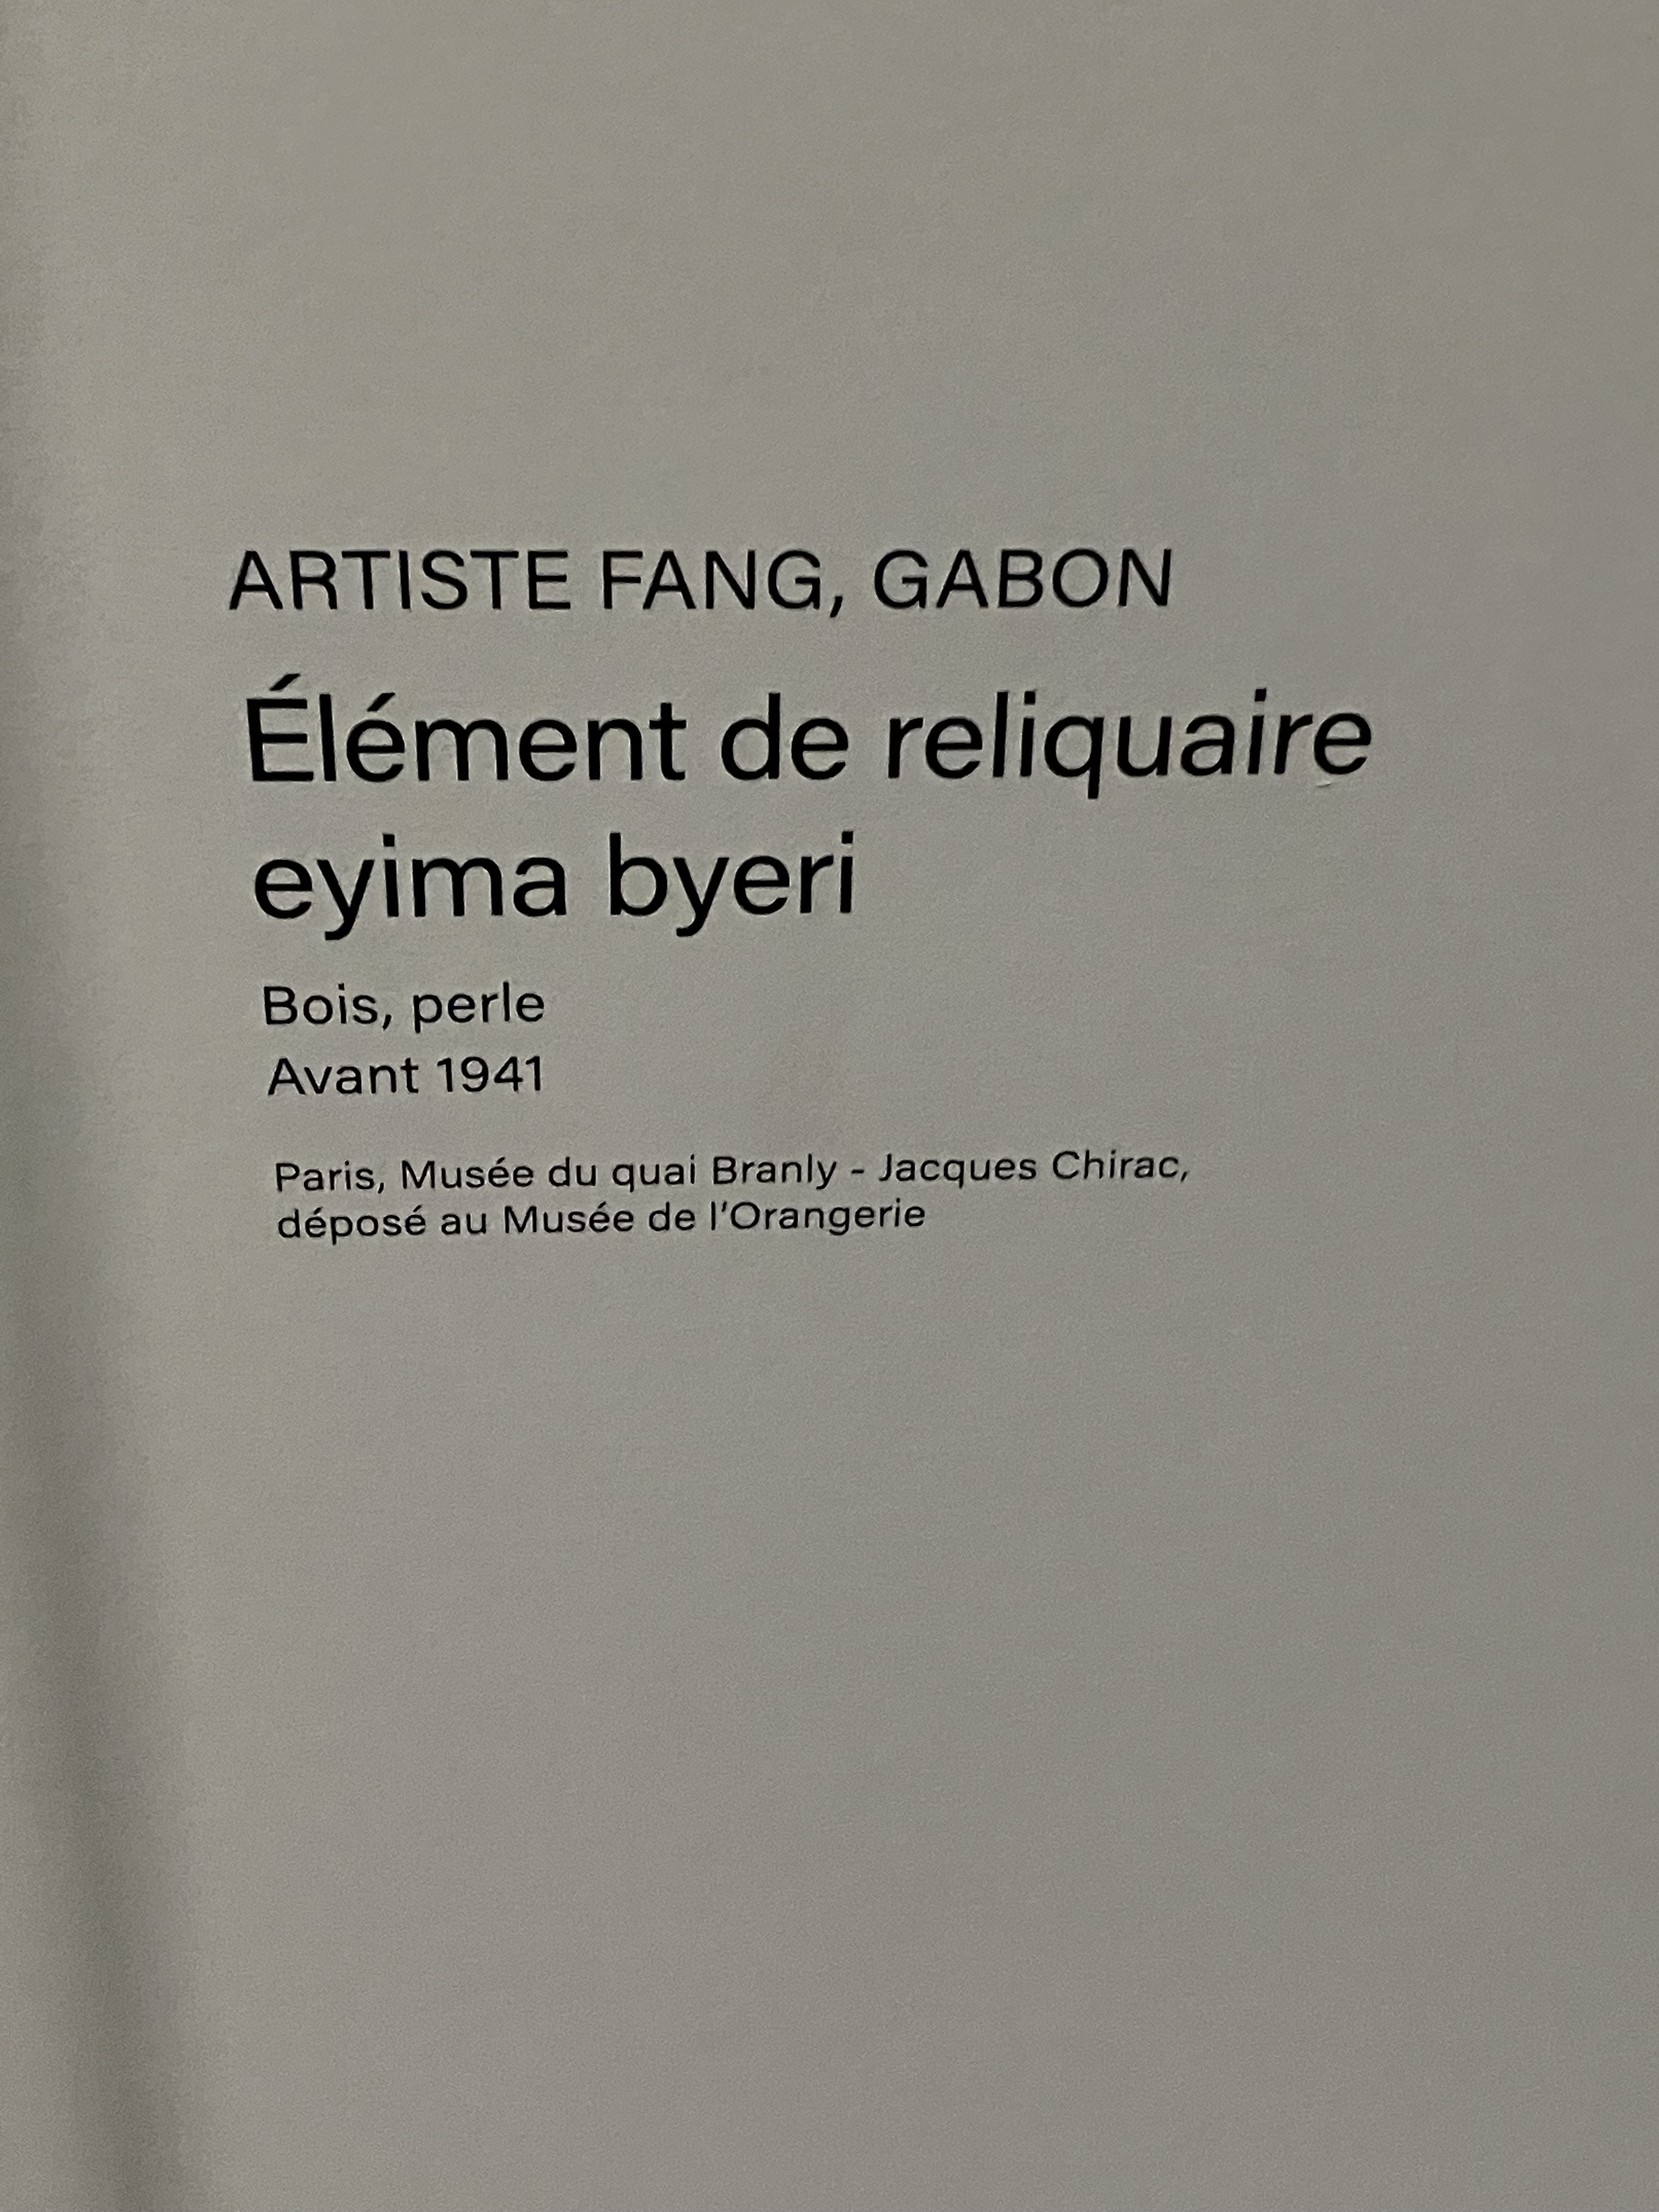 ARTISTE FANG, GABON
Élément de reliquaire
eyima byeri
Bois, perle
Avant 1941
Paris, Musée du quai Branly - Jacques Chirac,
déposé au Musée de l'Orangerie